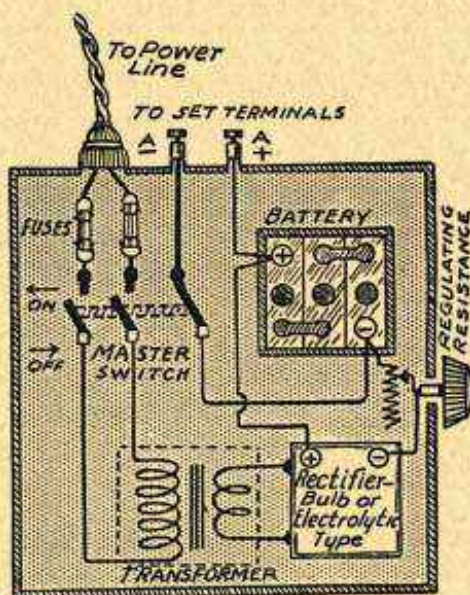 To Power
Line
TO SET TERMINALS
A
−
A
+
FUSES
BATTERY
+
−
REGULATING
RESISTANCE
ON
OFF
MASTER
SWITCH
+
−
Rectifier-
Bulb or
Electrolytic
Type
TRANSFORMER